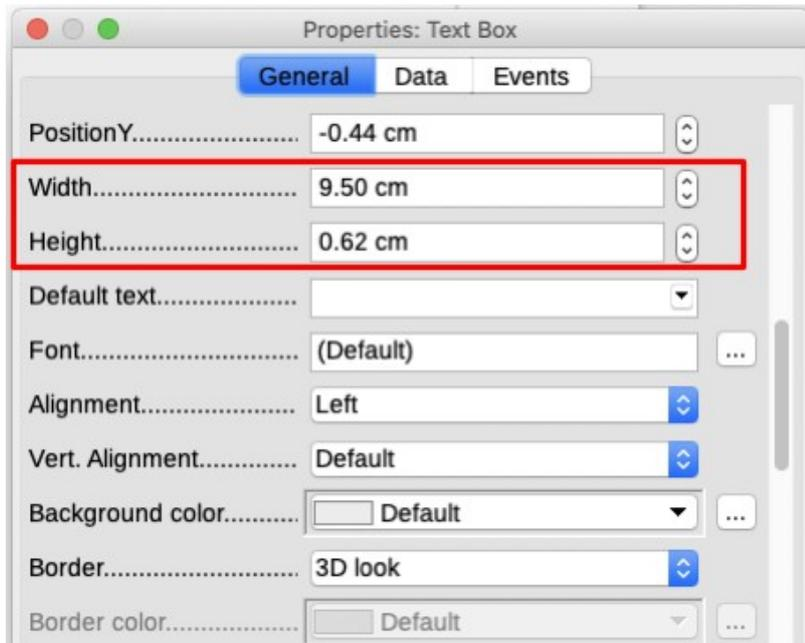 Properties: Text Box
General Data Events
PositionY........................... -0.44 cm
Width............................ 9.50 cm
Height........................... 0.62 cm
Default text...................
Font.............................. (Default) ...
Alignment..................... Left
Vert. Alignment............. Default
Background color.......... Default ...
Border.......................... 3D look
Border color................. Default ...